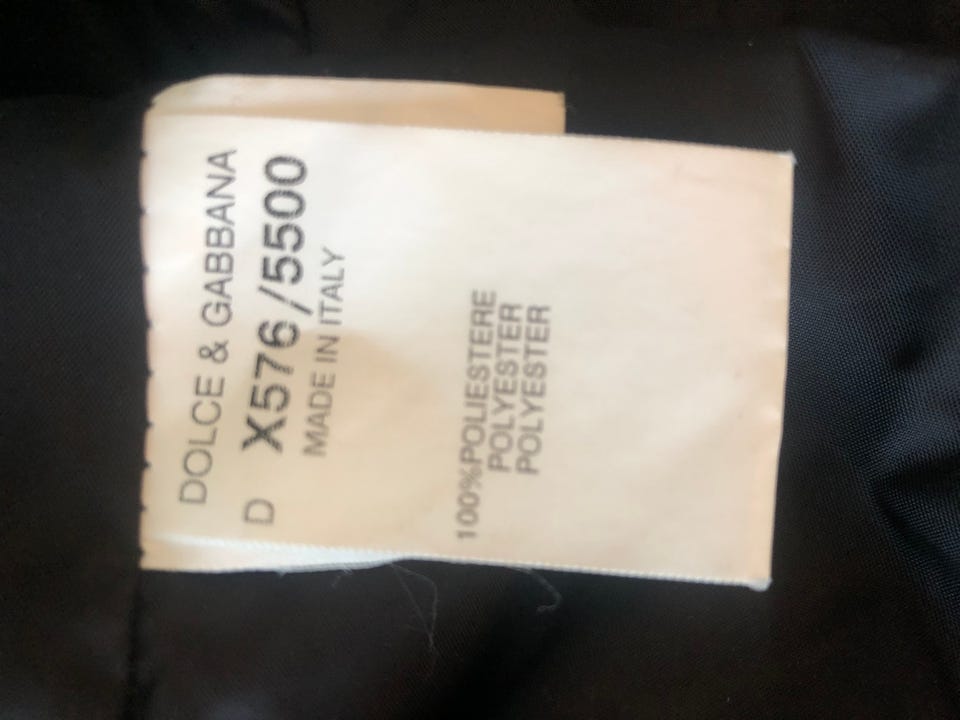 DOLCE & GABBANA
D X576/5500
MADE IN ITALY
100%POLIESTERE
POLYESTER
POLYESTER